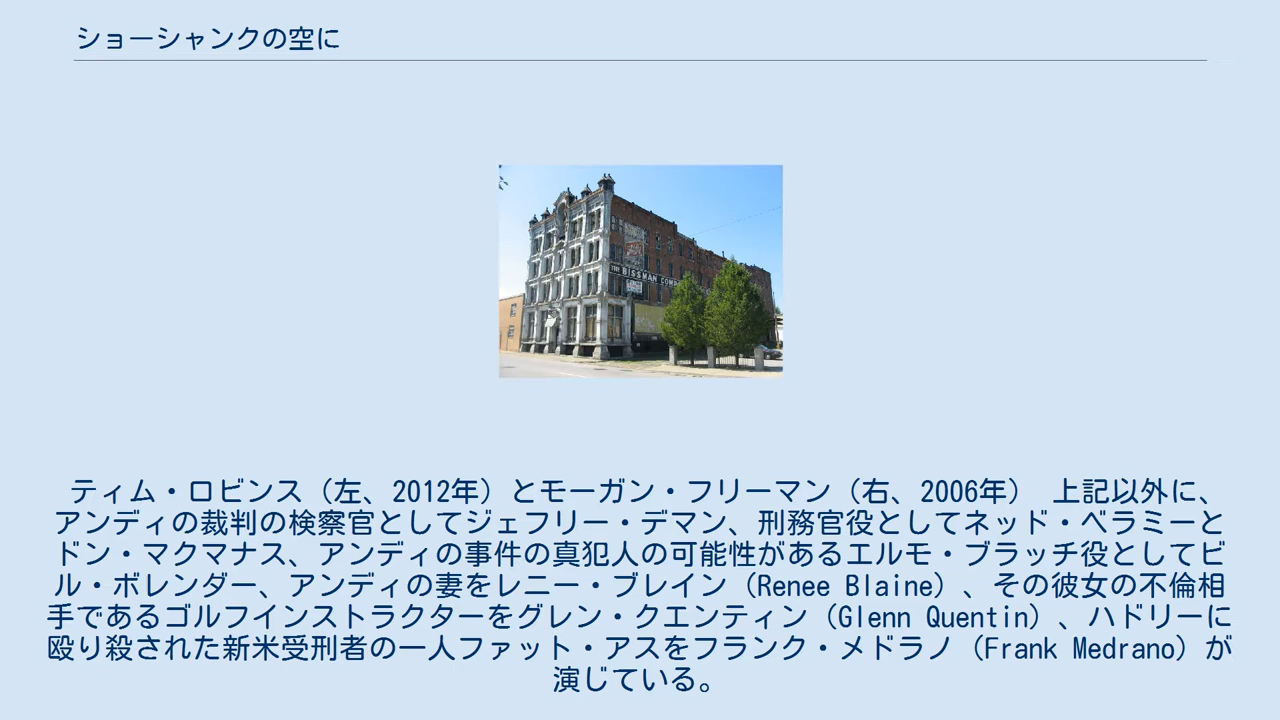 ショーシャンクの空に
THE BISSMAN COMP
ティム・ロビンス（左、2012年）とモーガン・フリーマン（右、2006年） 上記以外に、
アンディの裁判の検察官としてジェフリー・デマン、刑務官役としてネッド・ベラミーと
ドン・マクマナス、アンディの事件の真犯人の可能性があるエルモ・ブラッチ役としてビ
ル・ボレンダー、アンディの妻をレニー・ブレイン（Renee Blaine）、その彼女の不倫相
手であるゴルフインストラクターをグレン・クエンティン（Glenn Quentin）、ハドリーに
殴り殺された新米受刑者の一人ファット・アスをフランク・メドラノ（Frank Medrano）が
演じている。